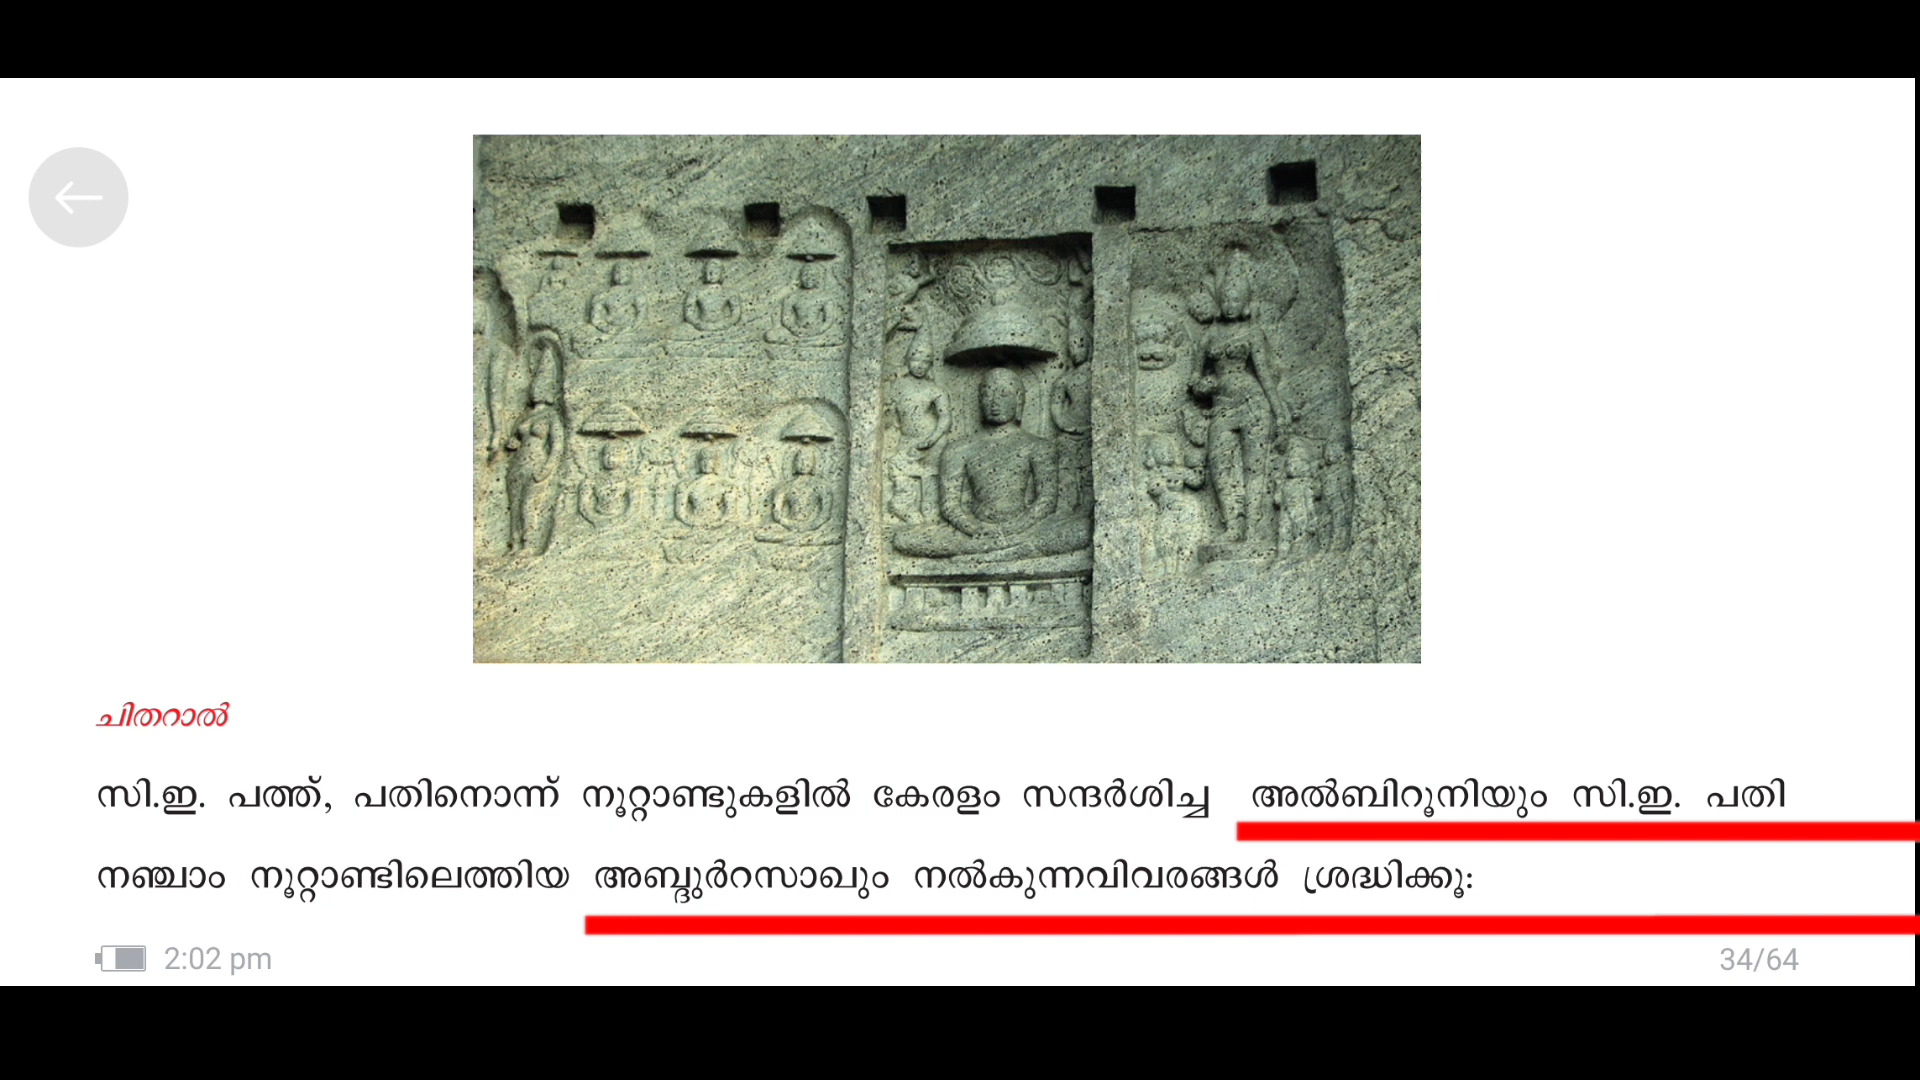 ചിതറാൽ
സി.ഇ. പത്ത്, പതിനൊന്ന് നൂറ്റാണ്ടുകളിൽ കേരളം സന്ദർശിച്ച അൽബിറൂനിയും സി.ഇ. പതി
നഞ്ചാം നൂറ്റാണ്ടിലെത്തിയ അബ്ദുർറസാഖും നൽകുന്നവിവരങ്ങൾ ശ്രദ്ധിക്കൂ:
2:02 pm
34/64